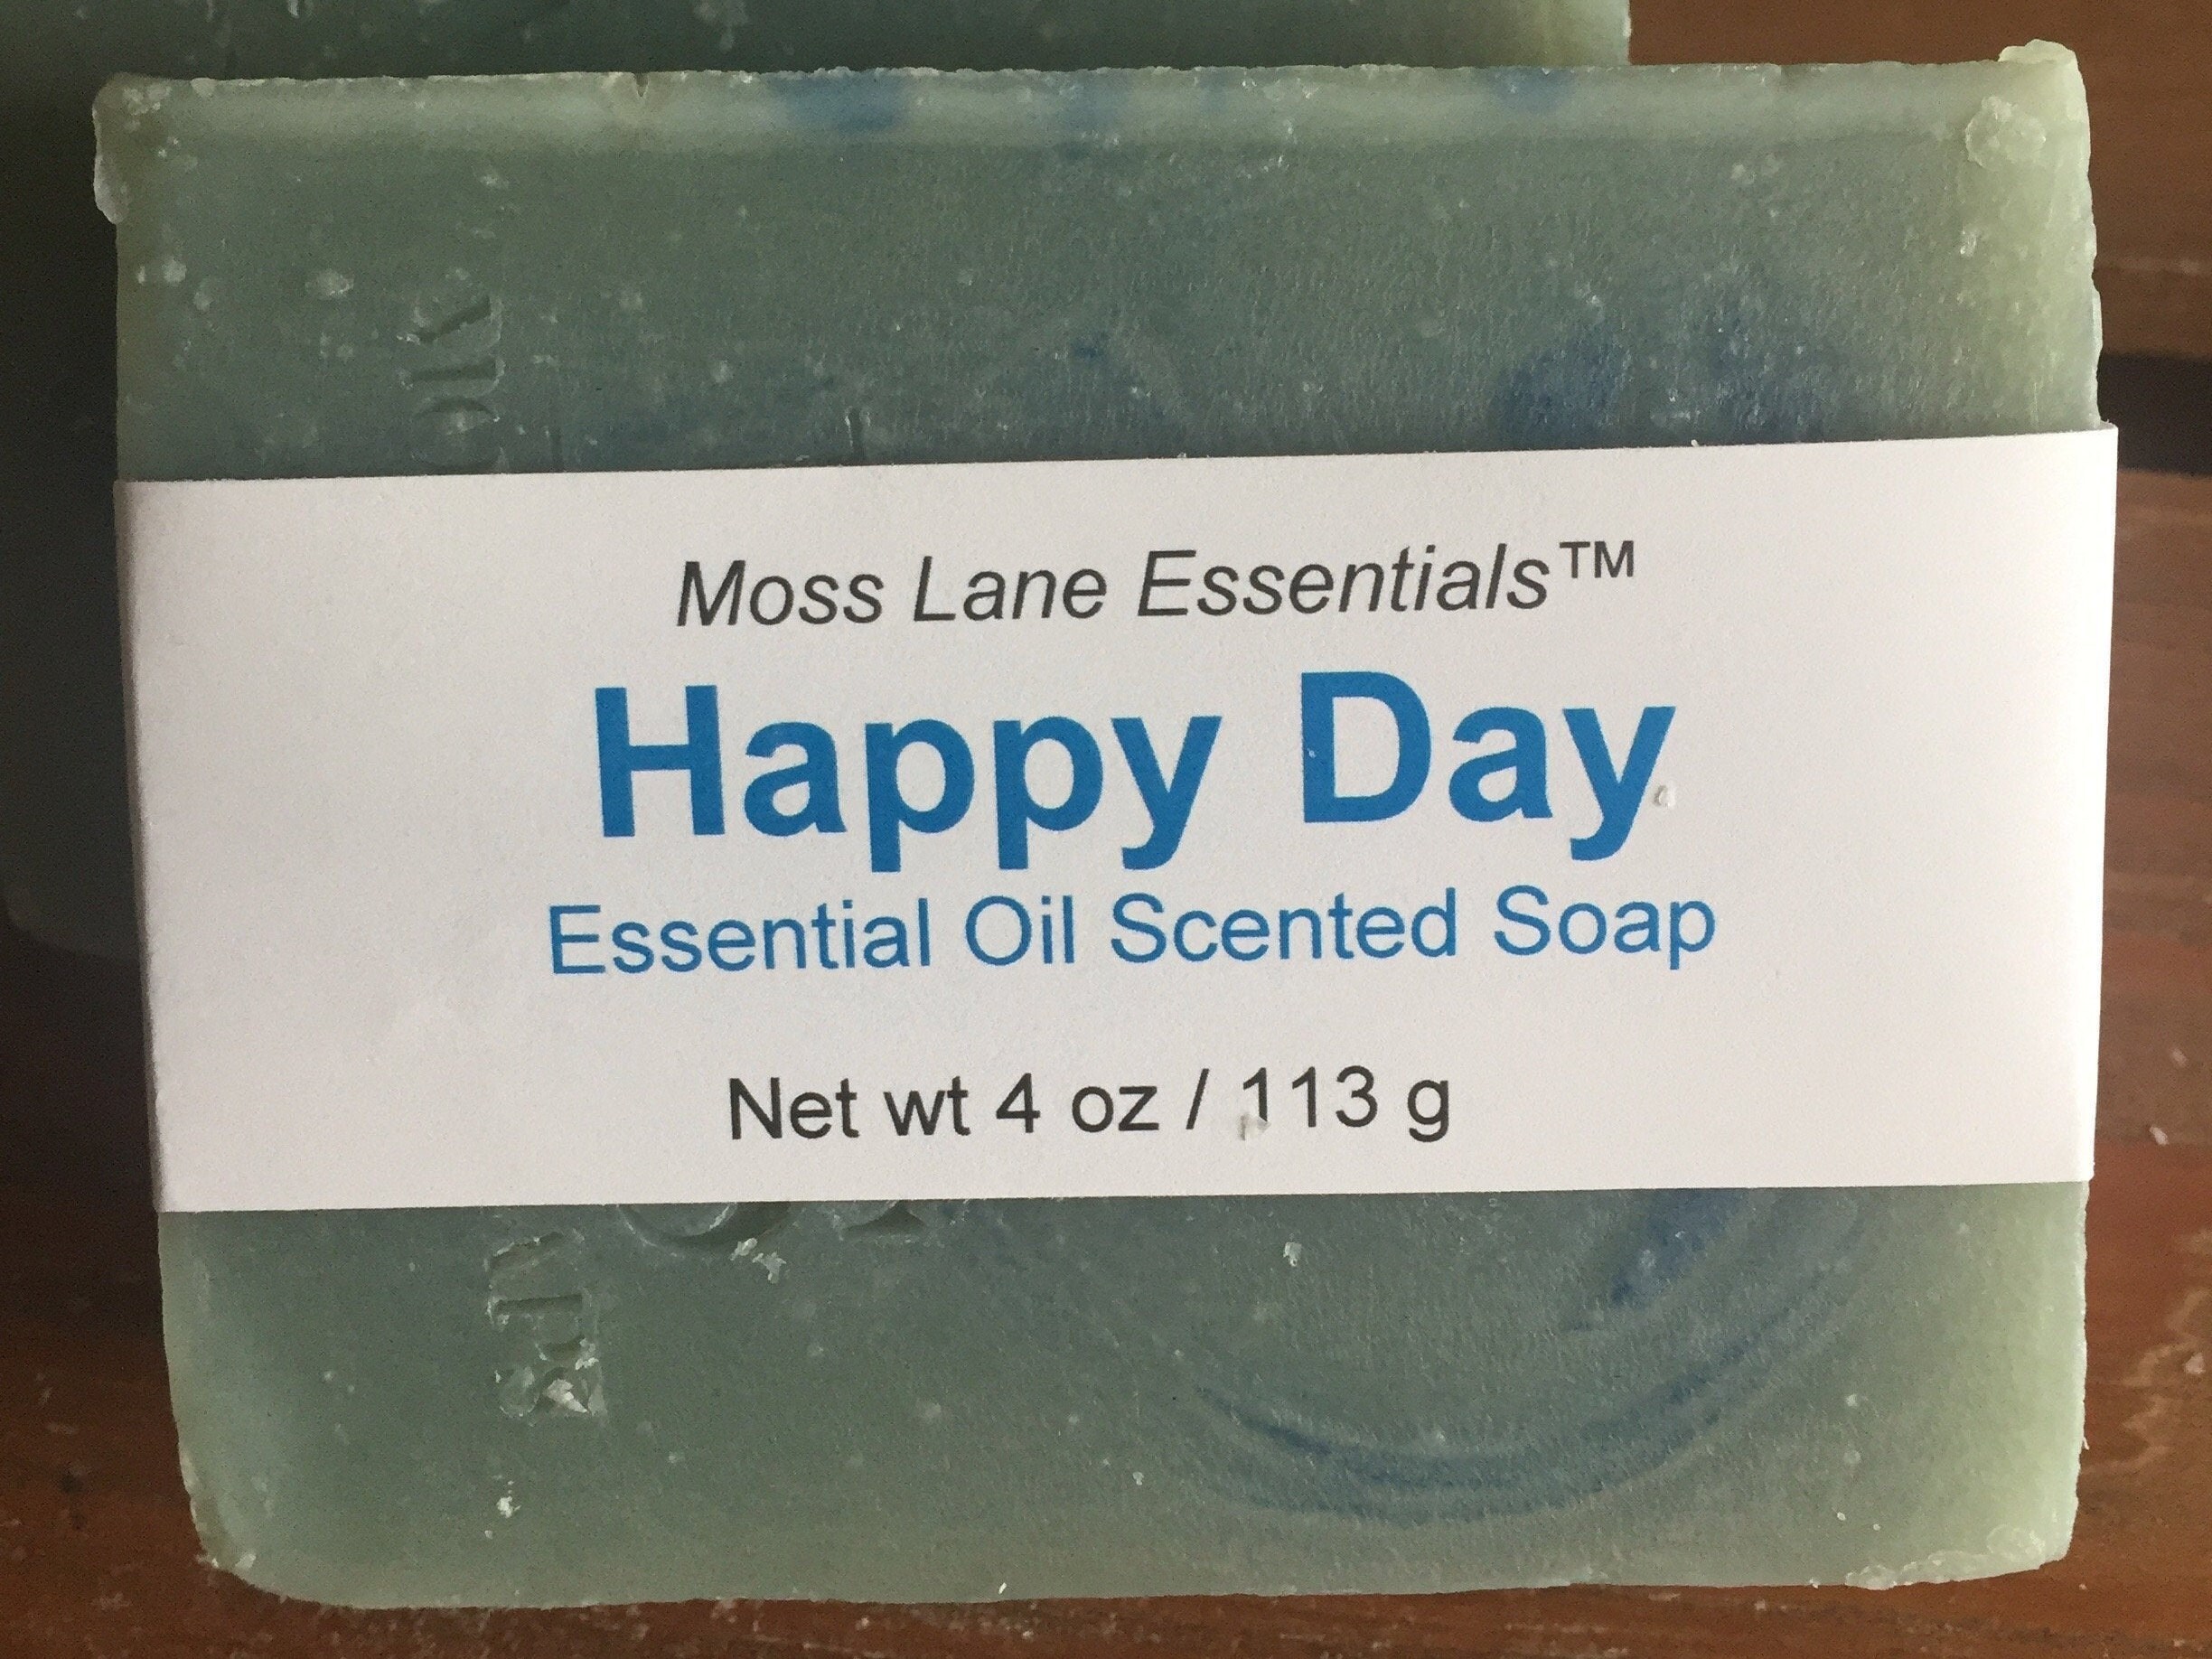 Moss Lane Essentials™
Happy Day
Essential Oil Scented Soap
Net wt 4 oz / 113 g